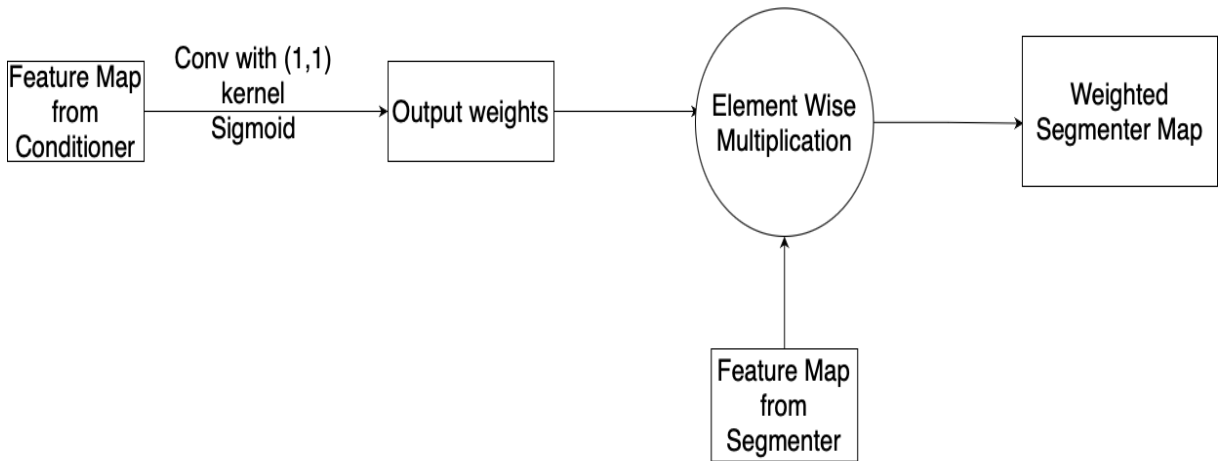 Feature Map
from
Conditioner
Conv with (1,1)
kernel
Sigmoid
Output weights
Element Wise
Multiplication
Weighted
Segmenter Map
Feature Map
from
Segmenter